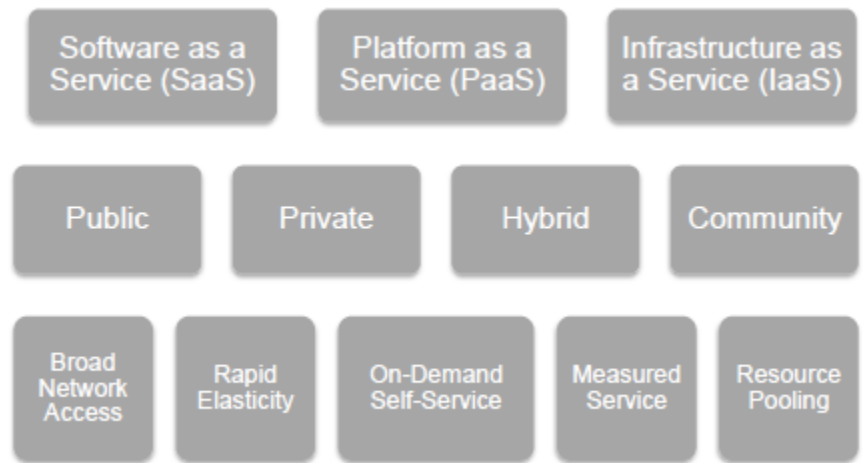 Software as a
Service (SaaS)
Platform as a
Service (PaaS)
Infrastructure as
a Service (IaaS)
Public
Private
Hybrid
Community
Broad
Network
Access
Rapid
Elasticity
On-Demand
Self-Service
Measured
Service
Resource
Pooling